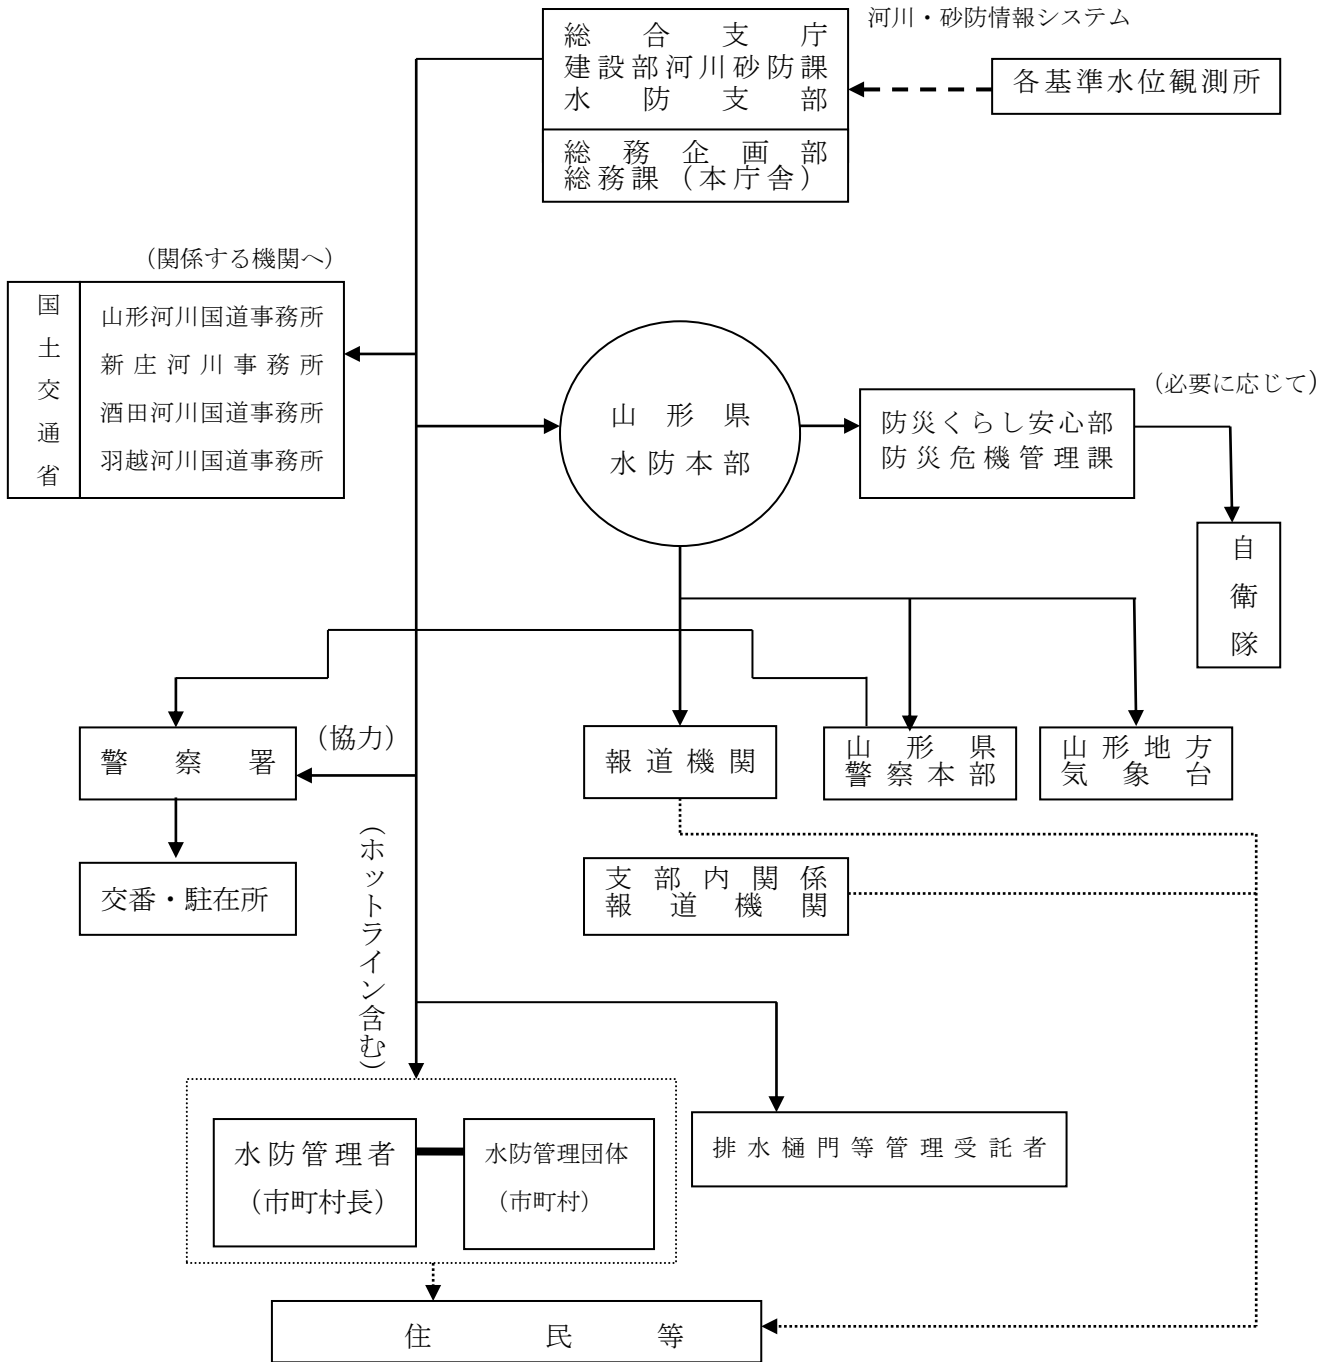 河川・砂防情報システム
総合支庁
建設部河川砂防課
水防支部
総務企画部
総務課（本庁舎）
各基準水位観測所
（関係する機関へ）
国土交通省
山形河川国道事務所
新庄河川事務所
酒田河川国道事務所
羽越河川国道事務所
山形県
水防本部
防災くらし安心部
防災危機管理課
（必要に応じて）
自衛隊
警察署
（協力）
報道機関
山形県
警察本部
山形地方
気象台
交番・駐在所
（ホットライン含む）
支部内関係
報道機関
水防管理者
（市町村長）
水防管理団体
（市町村）
排水樋門等管理受託者
住民等